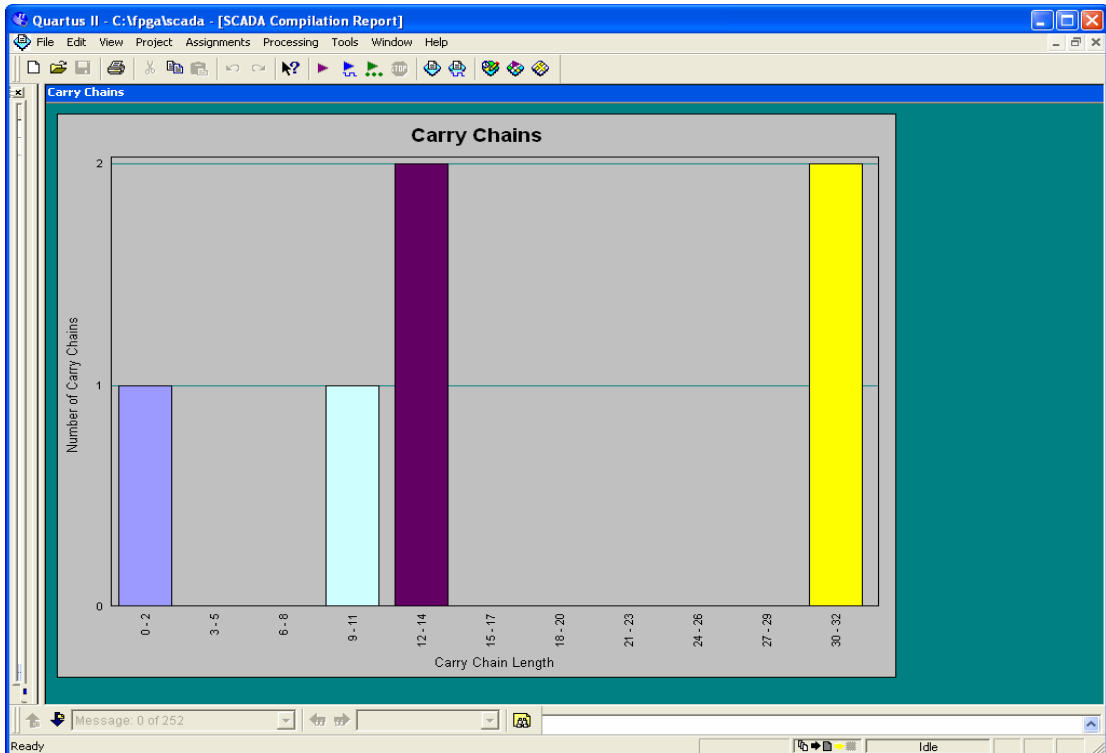 Quartus II - C:\fpga\scada - [SCADA Compilation Report]
File Edit View Project Assignments Processing Tools Window Help
STOP
Carry Chains
Carry Chains
Number of Carry Chains
2
1
0
0 - 2
3 - 5
6 - 8
9 - 11
12 - 14
15 - 17
18 - 20
21 - 23
24 - 26
27 - 29
30 - 32
Carry Chain Length
Message: 0 of 252
Ready
Idle